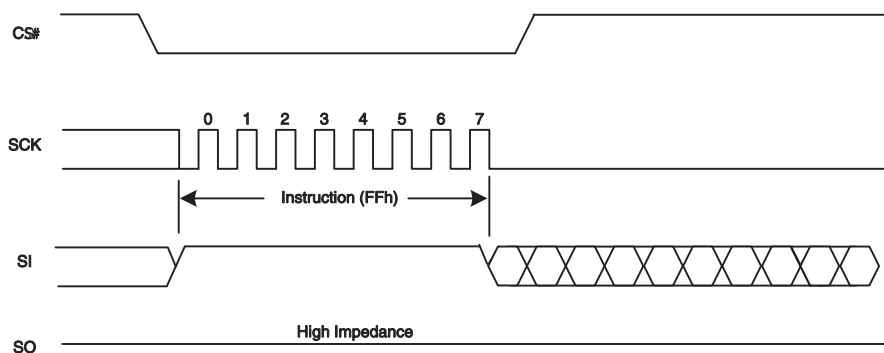 CS#
0 1 2 3 4 5 6 7
SCK
Instruction (FFh)
SI
High Impedance
SO